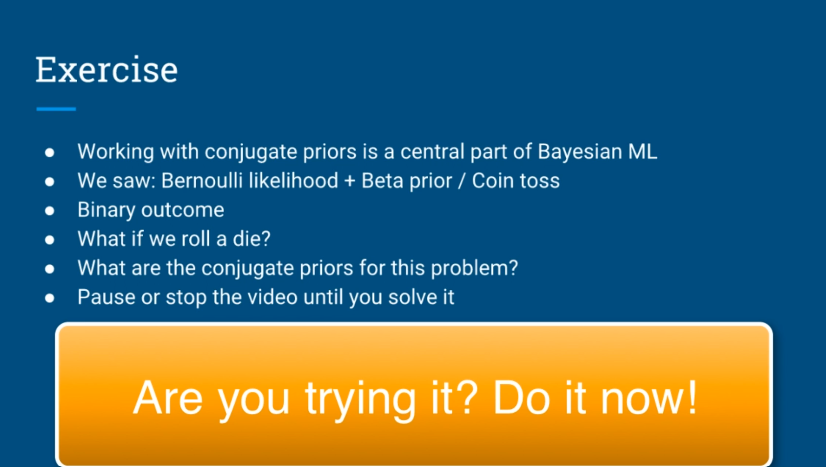 Exercise
● Working with conjugate priors is a central part of Bayesian ML
● We saw: Bernoulli likelihood + Beta prior / Coin toss
● Binary outcome
● What if we roll a die?
● What are the conjugate priors for this problem?
● Pause or stop the video until you solve it
Are you trying it? Do it now!